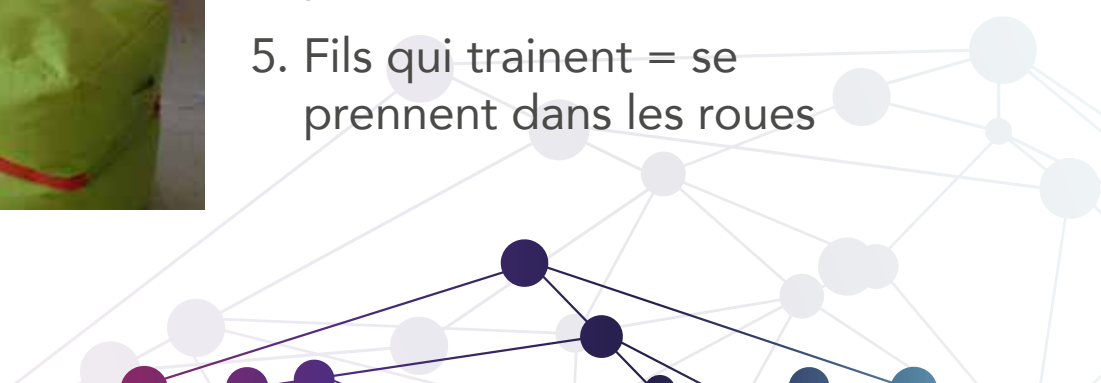 5. Fils qui trainent = se
prennent dans les roues